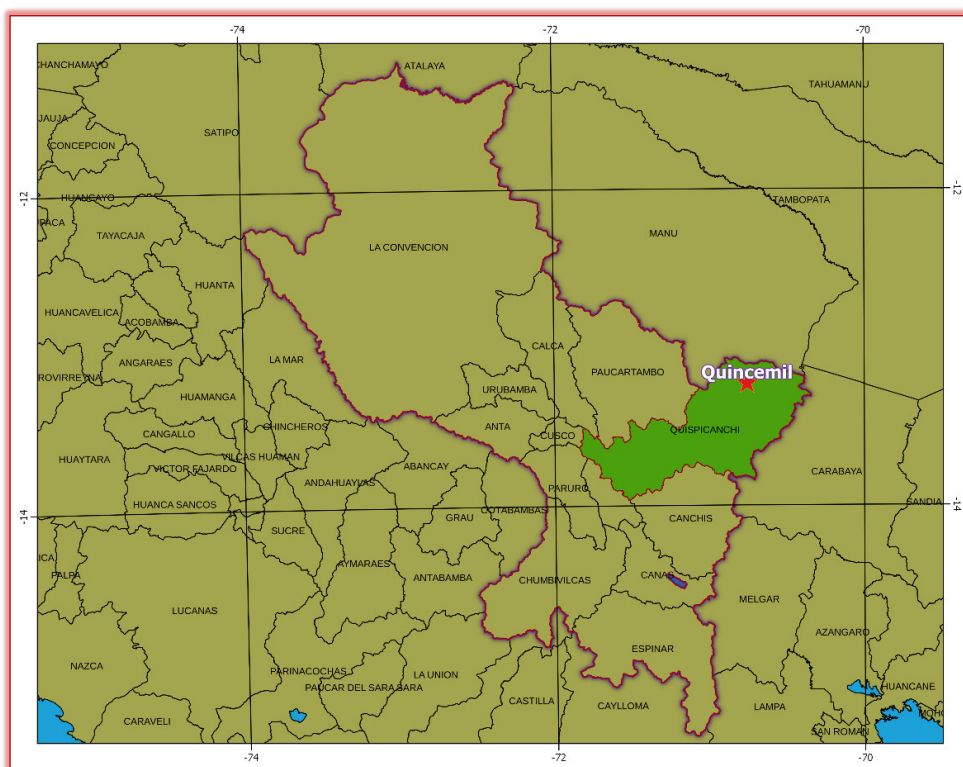 -74
-72
-70
CHANCHAMAYO
ATALAYA
TAHUAMANU
JAUJA
SATIPO
CONCEPCION
-12
-12
HUANCAYO
TAMBOPATA
PACA
TAYACAJA
MANU
LA CONVENCION
HUANTA
HUANCAVELICA
ACOBAMBA
CALCA
ANGARAES
LA MAR
PAUCARTAMBO
Quincemil
ROVIRREYNA
URUBAMBA
HUAMANGA
CHINCHEROS
ANTA
QUISPICANCHI
CANGALLO
CUSCO
VILCAS HUAMAN
HUAYTARA
VICTOR FAJARDO
ABANCAY
CARABAYA
ANDAHUAYLAS
PARURO
HUANCA SANCOS
COTABAMBAS
SANDIA
-14
-14
GRAU
CANCHIS
SUCRE
ICA
AYMARAES
PALPA
ANTABAMBA
CHUMBIVILCAS
CANAS
MELGAR
LUCANAS
AZANGARO
NAZCA
ESPINAR
PARINACOCHAS
LA UNION
PAUCAR DEL SARA SARA
HUANCANE
CASTILLA
CAYLLOMA
LAMPA
MOHO
CARAVELI
SAN ROMAN
-74
-72
-70